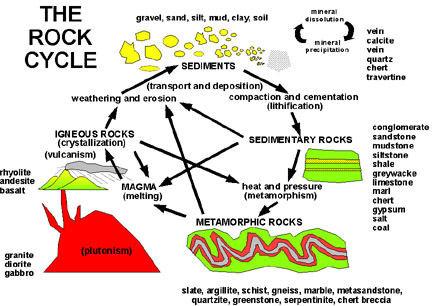 THE
ROCK
CYCLE
gravel, sand, silt, mud, clay, soil
mineral
dissolution
mineral
precipitation
vein
calcite
vein
quartz
chert
travertine
SEDIMENTS
(transport and deposition)
weathering and erosion
compaction and cementation
(lithification)
IGNEOUS ROCKS
(crystallization)
(vulcanism)
SEDIMENTARY ROCKS
conglomerate
sandstone
mudstone
siltstone
shale
greywacke
limestone
marl
chert
gypsum
salt
coal
rhyolite
andesite
basalt
MAGMA
(melting)
heat and pressure
(metamorphism)
METAMORPHIC ROCKS
(plutonism)
granite
diorite
gabbro
slate, argillite, schist, gneiss, marble, metasandstone,
quartzite, greenstone, serpentinite, chert breccia